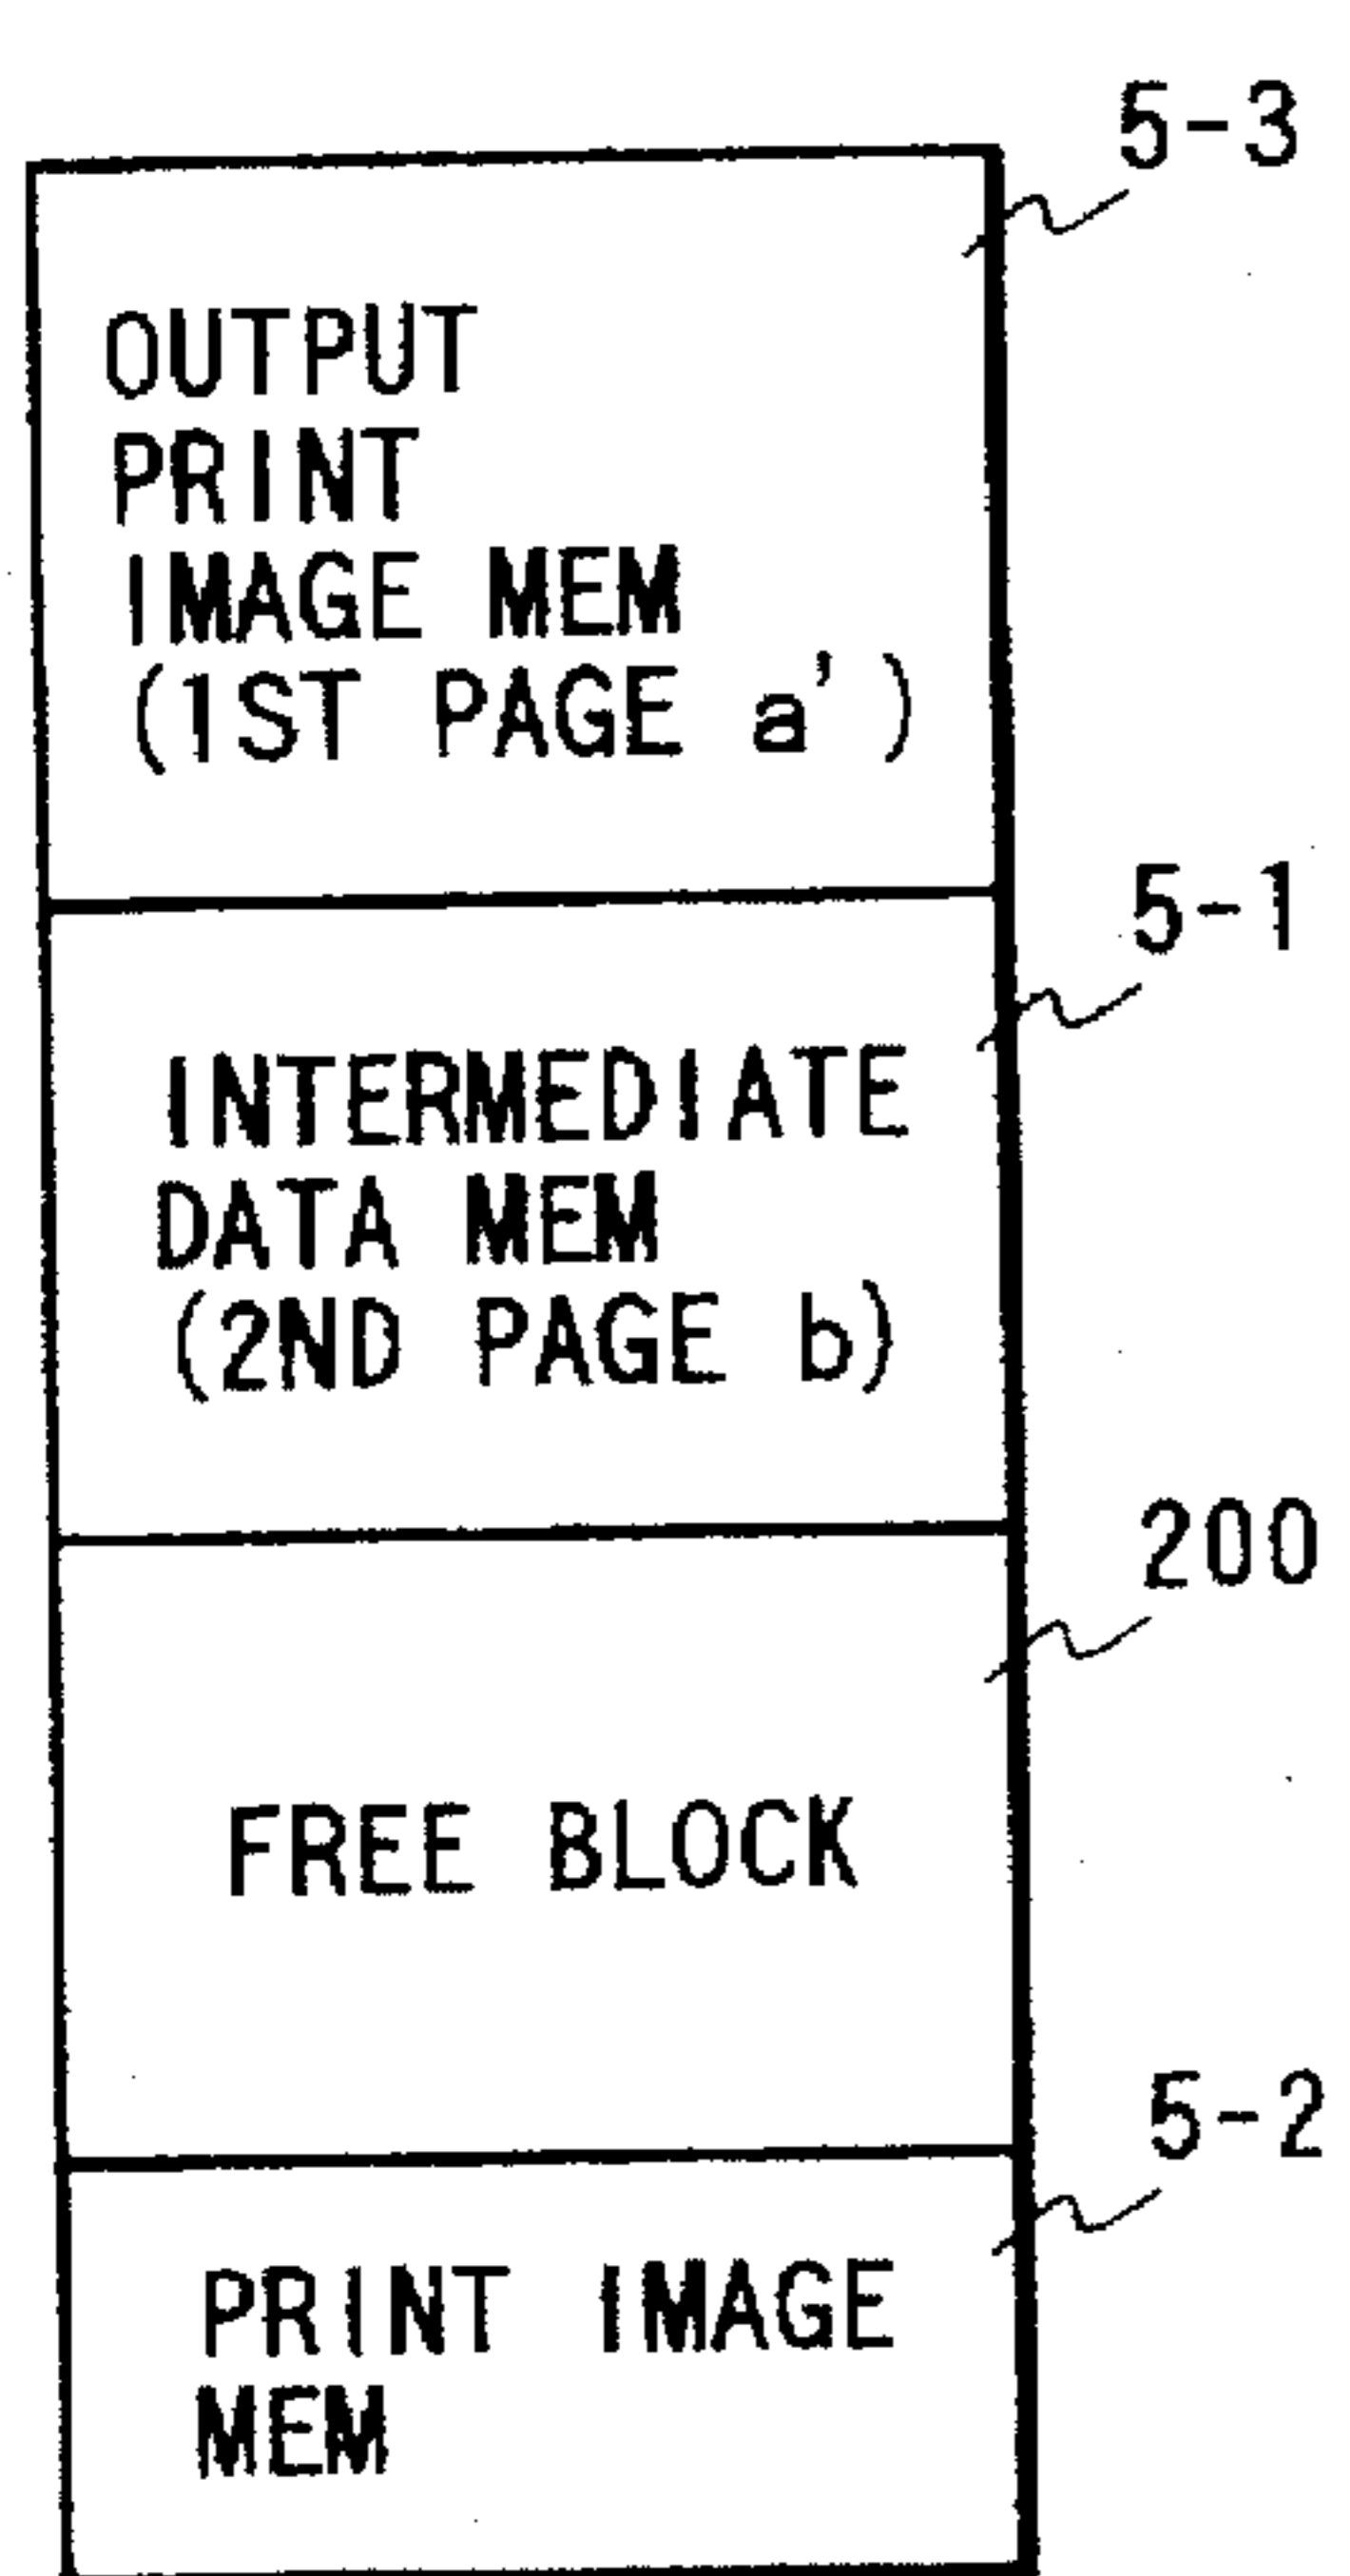 5-3
OUTPUT
PRINT
IMAGE MEM
(1ST PAGE a')
5-1
INTERMEDIATE
DATA MEM
(2ND PAGE b)
200
FREE BLOCK
5-2
PRINT IMAGE
MEM